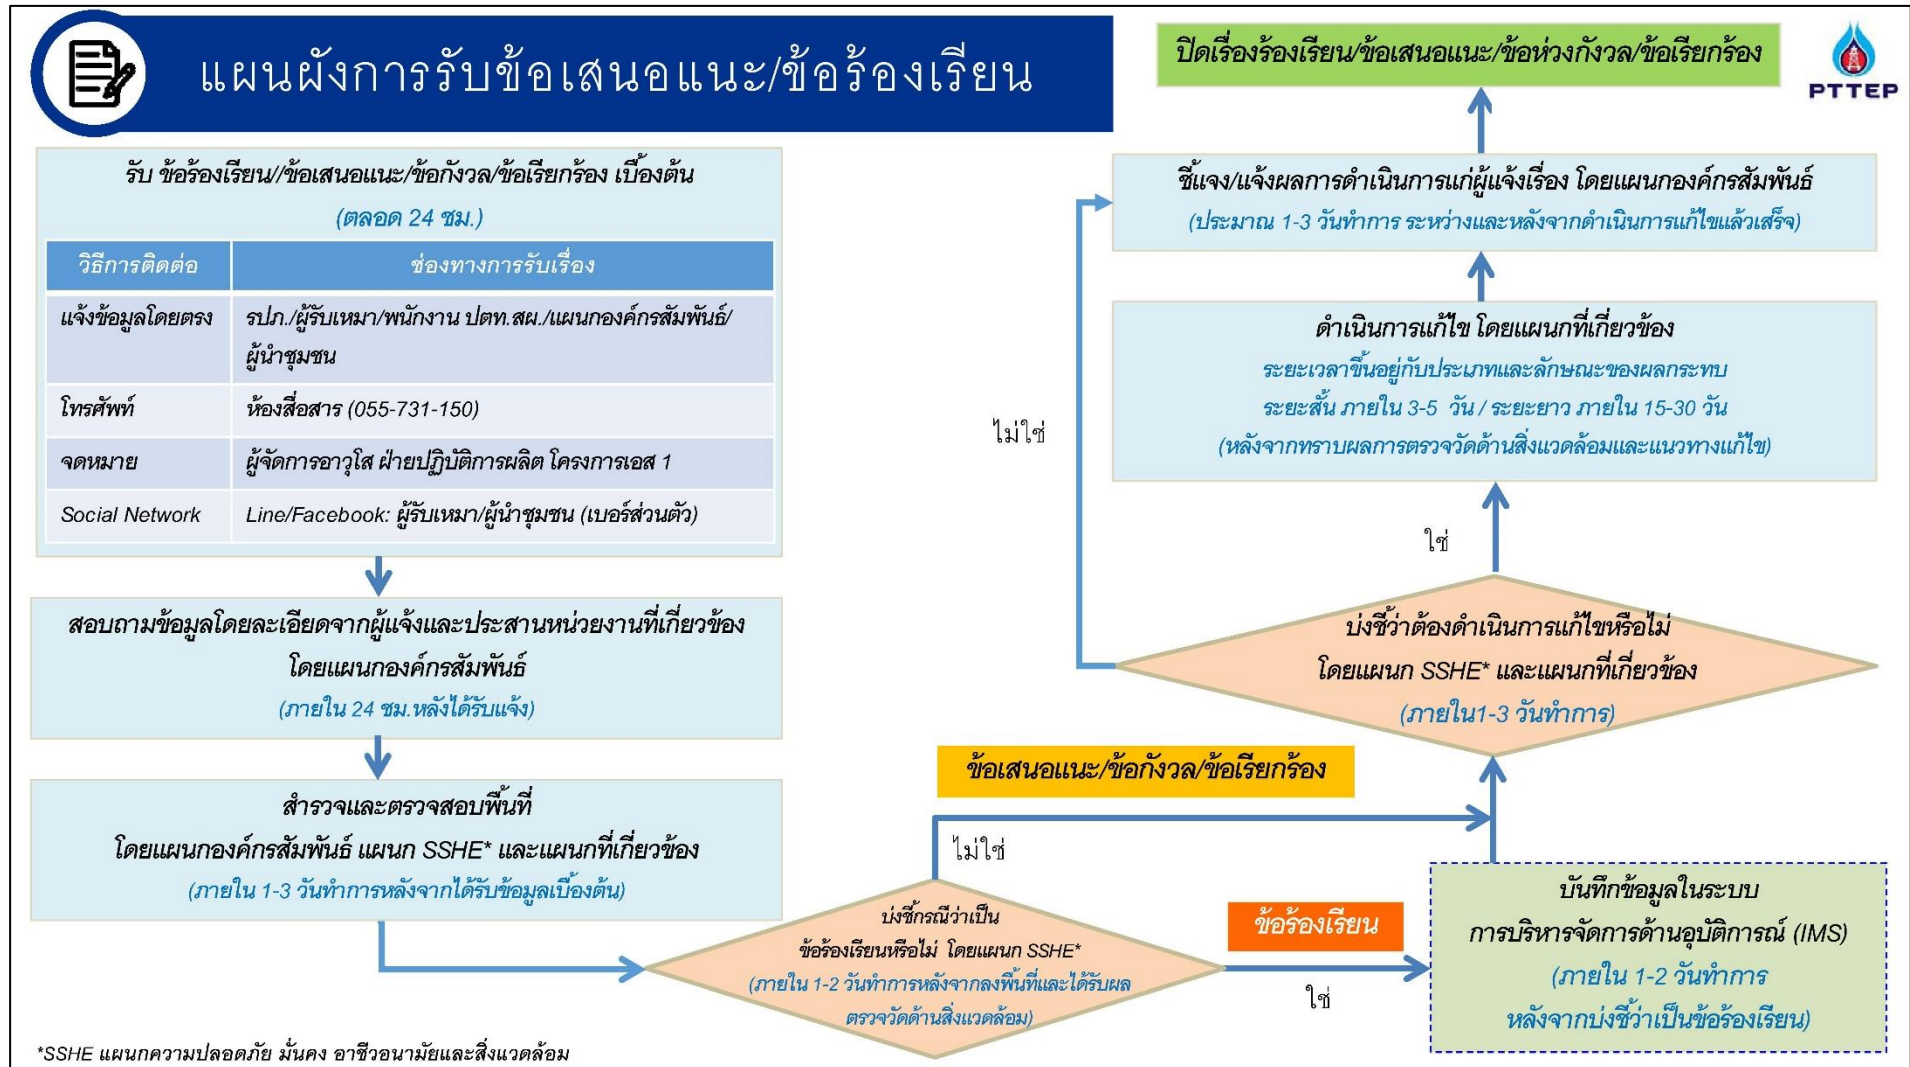 แผนผังการรับข้อเสนอแนะ/ข้อร้องเรียน
รับ ข้อร้องเรียน//ข้อเสนอแนะ/ข้อกังวล/ข้อเรียกร้อง เบื้องต้น
(ตลอด 24 ชม.)
วิธีการติดต่อ ช่องทางการรับเรื่อง
แจ้งข้อมูลโดยตรง รปภ./ผู้รับเหมา/พนักงาน ปตท.สผ./แผนกองค์กรสัมพันธ์/
ผู้นำชุมชน
โทรศัพท์ ห้องสื่อสาร (055-731-150)
จดหมาย ผู้จัดการอาวุโส ฝ่ายปฏิบัติการผลิต โครงการเอส 1
Social Network Line/Facebook: ผู้รับเหมา/ผู้นำชุมชน (เบอร์ส่วนตัว)
สอบถามข้อมูลโดยละเอียดจากผู้แจ้งและประสานหน่วยงานที่เกี่ยวข้อง
โดยแผนกองค์กรสัมพันธ์
(ภายใน 24 ชม.หลังได้รับแจ้ง)
สำรวจและตรวจสอบพื้นที่
โดยแผนกองค์กรสัมพันธ์ แผนก SSHE* และแผนกที่เกี่ยวข้อง
(ภายใน 1-3 วันทำการหลังจากได้รับข้อมูลเบื้องต้น)
บ่งชี้กรณีว่าเป็น
ข้อร้องเรียนหรือไม่ โดยแผนก SSHE*
(ภายใน 1-2 วันทำการหลังจากลงพื้นที่และได้รับผล
ตรวจวัดด้านสิ่งแวดล้อม)
ไม่ใช่
ข้อเสนอแนะ/ข้อกังวล/ข้อเรียกร้อง
ข้อร้องเรียน
ใช่
บันทึกข้อมูลในระบบ
การบริหารจัดการด้านอุบัติการณ์ (IMS)
(ภายใน 1-2 วันทำการ
หลังจากบ่งชี้ว่าเป็นข้อร้องเรียน)
บ่งชี้ว่าต้องดำเนินการแก้ไขหรือไม่
โดยแผนก SSHE* และแผนกที่เกี่ยวข้อง
(ภายใน1-3 วันทำการ)
ใช่
ไม่ใช่
ดำเนินการแก้ไข โดยแผนกที่เกี่ยวข้อง
ระยะเวลาขึ้นอยู่กับประเภทและลักษณะของผลกระทบ
ระยะสั้น ภายใน 3-5 วัน / ระยะยาว ภายใน 15-30 วัน
(หลังจากทราบผลการตรวจวัดด้านสิ่งแวดล้อมและแนวทางแก้ไข)
ชี้แจง/แจ้งผลการดำเนินการแก่ผู้แจ้งเรื่อง โดยแผนกองค์กรสัมพันธ์
(ประมาณ 1-3 วันทำการ ระหว่างและหลังจากดำเนินการแก้ไขแล้วเสร็จ)
ปิดเรื่องร้องเรียน/ข้อเสนอแนะ/ข้อห่วงกังวล/ข้อเรียกร้อง
PTTEP
*SSHE แผนกความปลอดภัย มั่นคง อาชีวอนามัยและสิ่งแวดล้อม